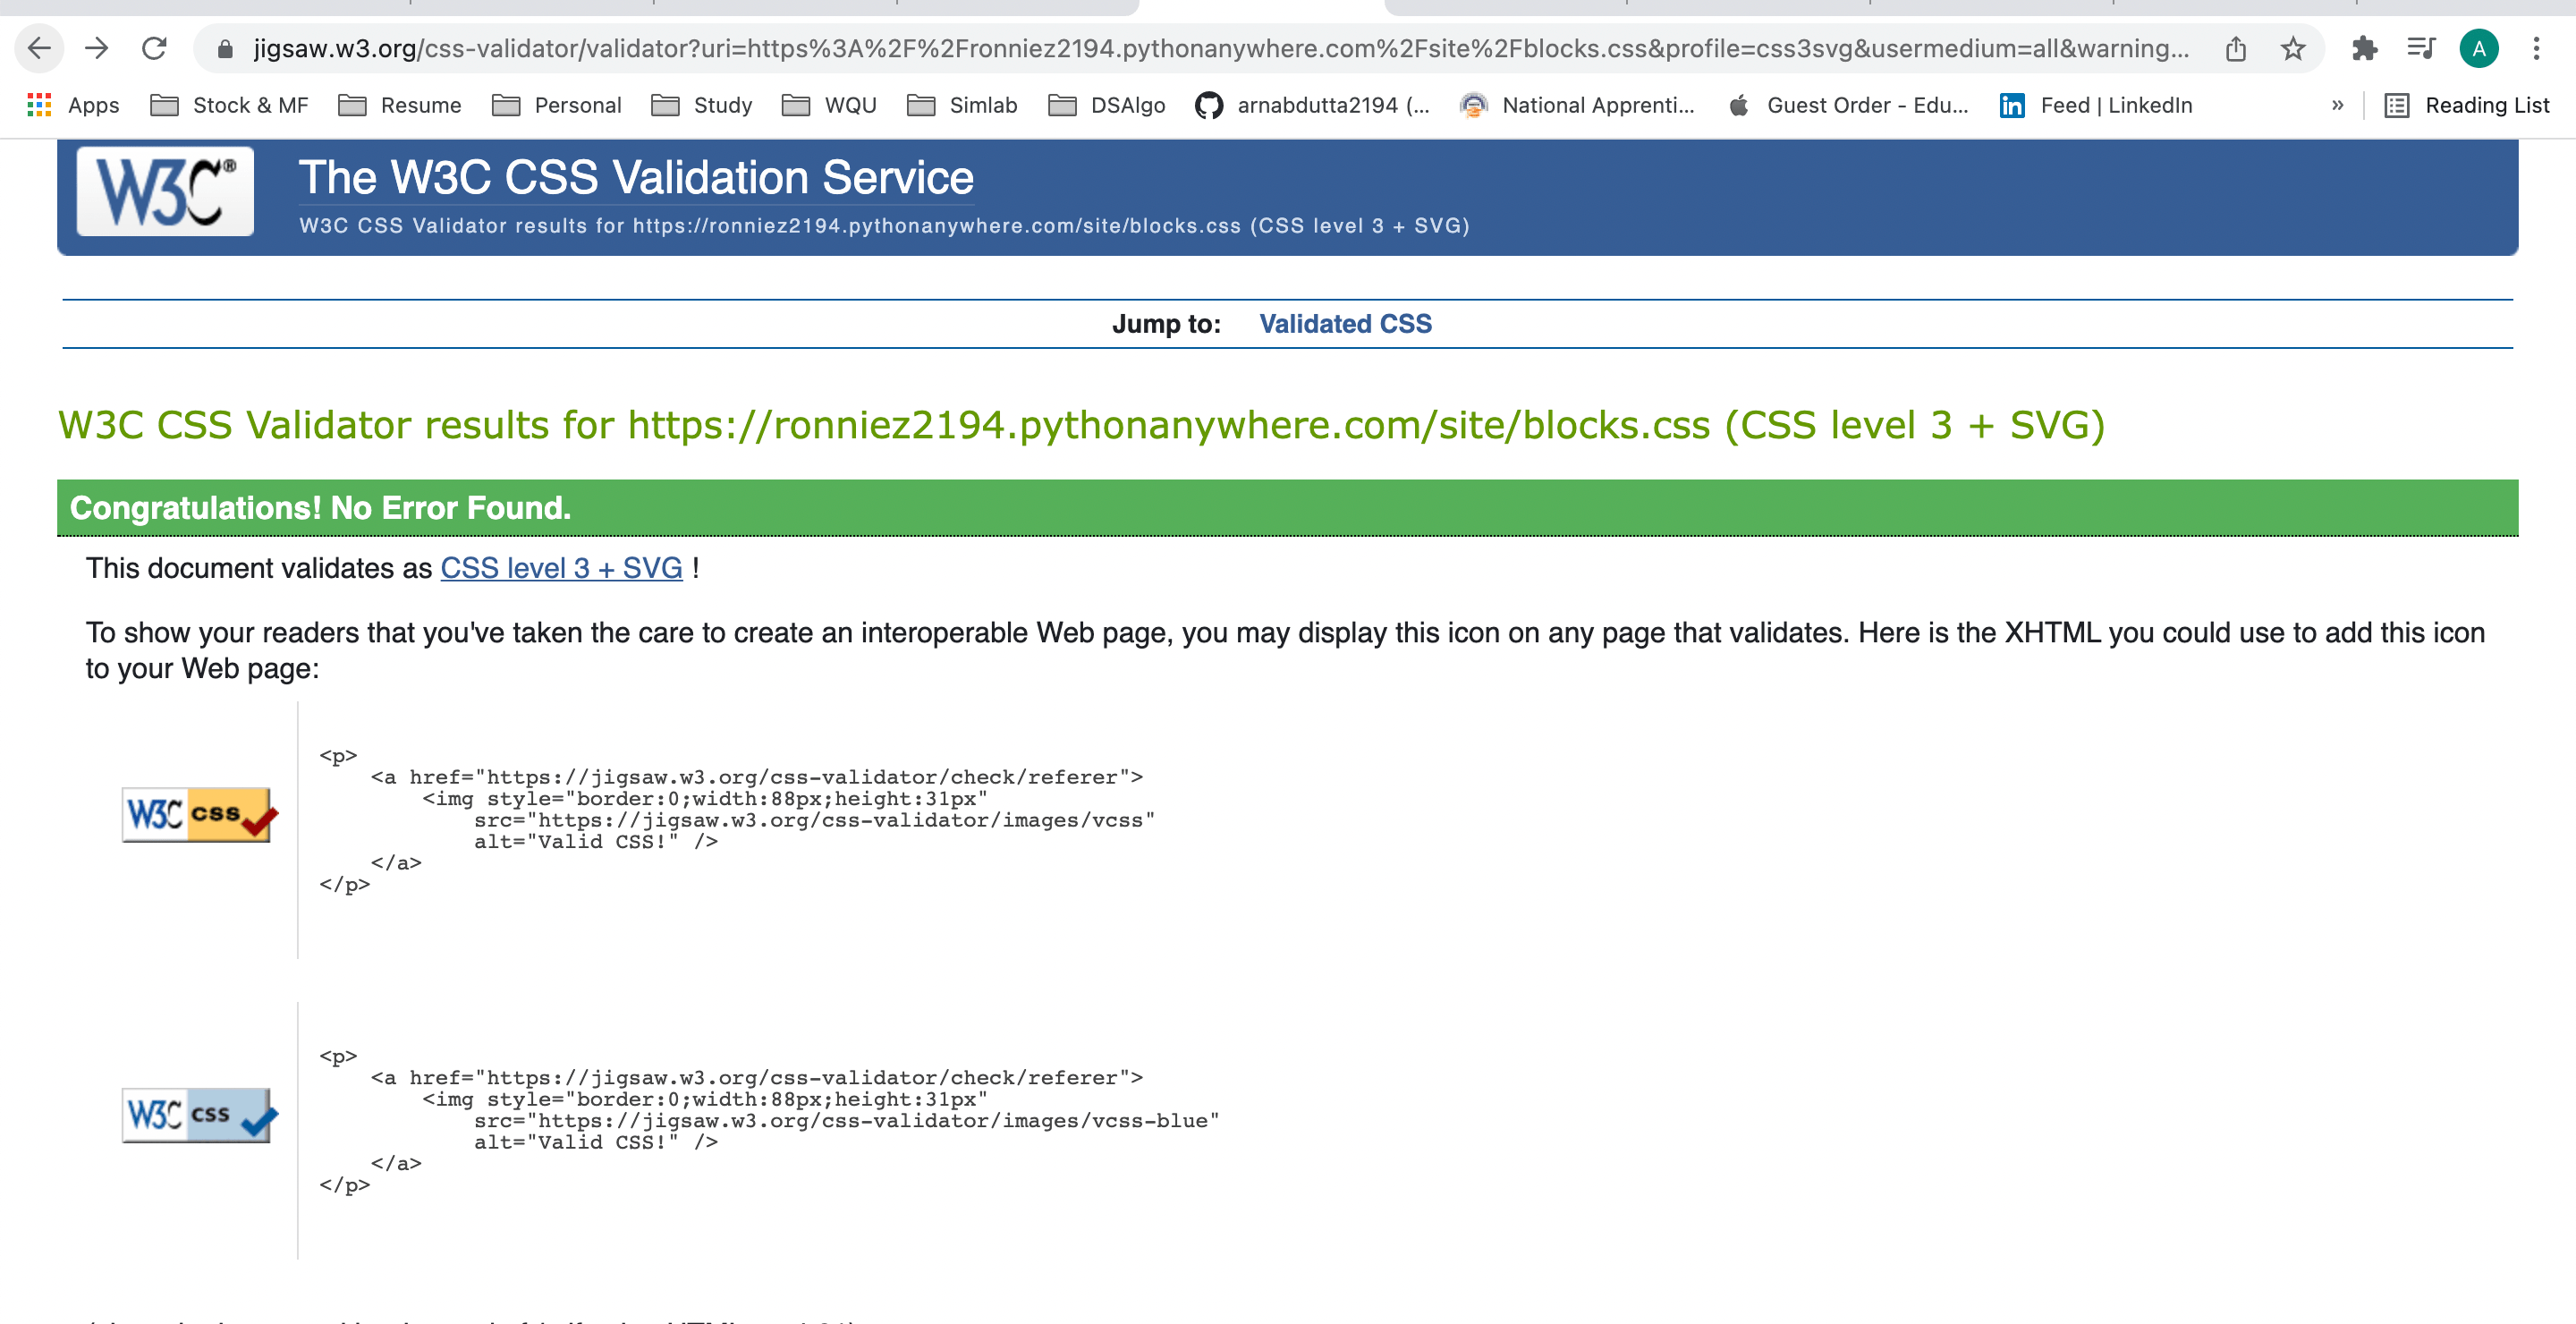 jigsaw.w3.org/css-validator/validator?uri=https%3A%2F%2Fronniez2194.pythonanywhere.com%2Fsite%2Fblocks.css&profile=css3svg&usermedium=all&warning...
A
Apps Stock & MF Resume Personal Study WQU Simlab DSAlgo arnabdutta2194 (... National Apprenti... Guest Order - Edu... in Feed | LinkedIn » Reading List
W3C® The W3C CSS Validation Service
W3C CSS Validator results for https://ronniez2194.pythonanywhere.com/site/blocks.css (CSS level 3 + SVG)
Jump to: Validated CSS
W3C CSS Validator results for https://ronniez2194.pythonanywhere.com/site/blocks.css (CSS level 3 + SVG)
Congratulations! No Error Found.
This document validates as CSS level 3 + SVG !
To show your readers that you've taken the care to create an interoperable Web page, you may display this icon on any page that validates. Here is the XHTML you could use to add this icon
to your Web page:
W3C css
<p>
    <a href="https://jigsaw.w3.org/css-validator/check/referer">
        <img style="border:0;width:88px;height:31px"
            src="https://jigsaw.w3.org/css-validator/images/vcss"
            alt="Valid CSS!" />
    </a>
</p>
W3C css
<p>
    <a href="https://jigsaw.w3.org/css-validator/check/referer">
        <img style="border:0;width:88px;height:31px"
            src="https://jigsaw.w3.org/css-validator/images/vcss-blue"
            alt="Valid CSS!" />
    </a>
</p>